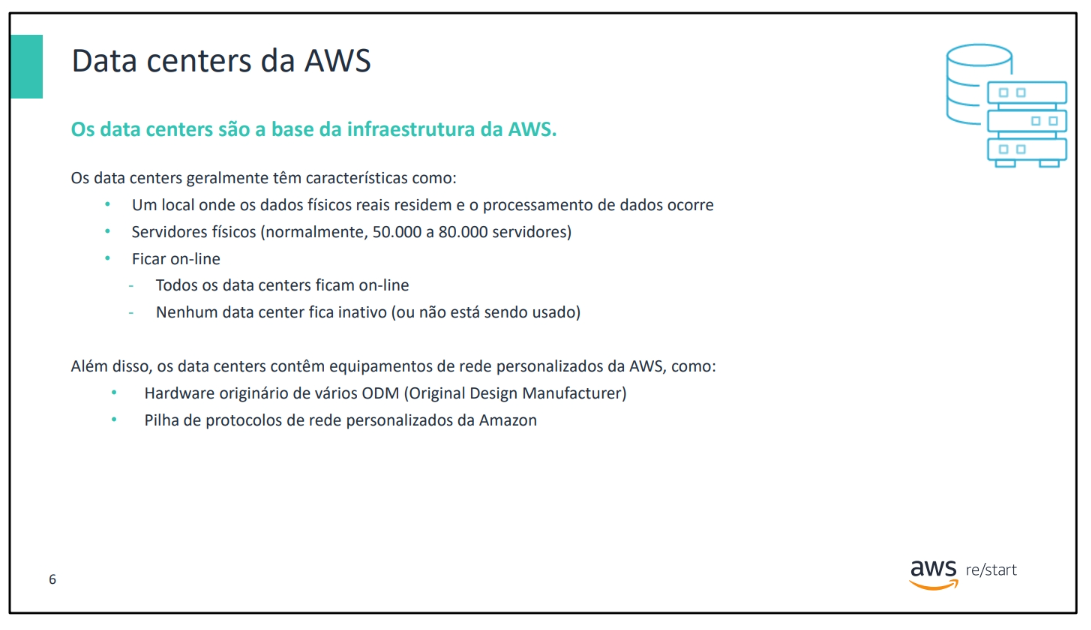 Data centers da AWS
Os data centers são a base da infraestrutura da AWS.
Os data centers geralmente têm características como:
• Um local onde os dados físicos reais residem e o processamento de dados ocorre
• Servidores físicos (normalmente, 50.000 a 80.000 servidores)
• Ficar on-line
- Todos os data centers ficam on-line
- Nenhum data center fica inativo (ou não está sendo usado)
Além disso, os data centers contêm equipamentos de rede personalizados da AWS, como:
• Hardware originário de vários ODM (Original Design Manufacturer)
• Pilha de protocolos de rede personalizados da Amazon
6
aws re/start